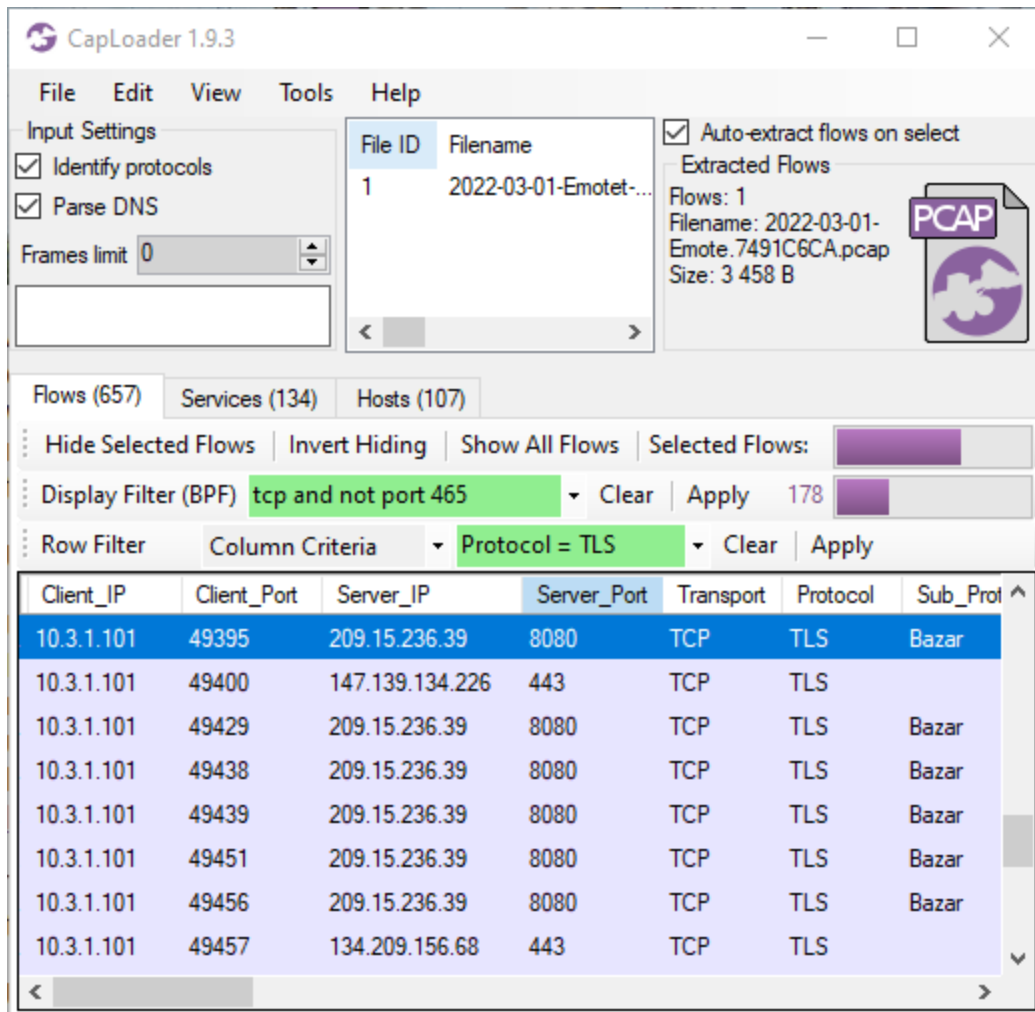 CapLoader 1.9.3
File Edit View Tools Help
Input Settings
Identify protocols
Parse DNS
Frames limit 0
File ID Filename
1 2022-03-01-Emotet-...
Auto-extract flows on select
Extracted Flows
Flows: 1
Filename: 2022-03-01-
Emote.7491C6CA.pcap
Size: 3 458 B
PCAP
Flows (657) Services (134) Hosts (107)
Hide Selected Flows Invert Hiding Show All Flows Selected Flows:
Display Filter (BPF) tcp and not port 465 Clear Apply 178
Row Filter Column Criteria Protocol = TLS Clear Apply
Client_IP Client_Port Server_IP Server_Port Transport Protocol Sub_Prot
10.3.1.101 49395 209.15.236.39 8080 TCP TLS Bazar
10.3.1.101 49400 147.139.134.226 443 TCP TLS
10.3.1.101 49429 209.15.236.39 8080 TCP TLS Bazar
10.3.1.101 49438 209.15.236.39 8080 TCP TLS Bazar
10.3.1.101 49439 209.15.236.39 8080 TCP TLS Bazar
10.3.1.101 49451 209.15.236.39 8080 TCP TLS Bazar
10.3.1.101 49456 209.15.236.39 8080 TCP TLS Bazar
10.3.1.101 49457 134.209.156.68 443 TCP TLS